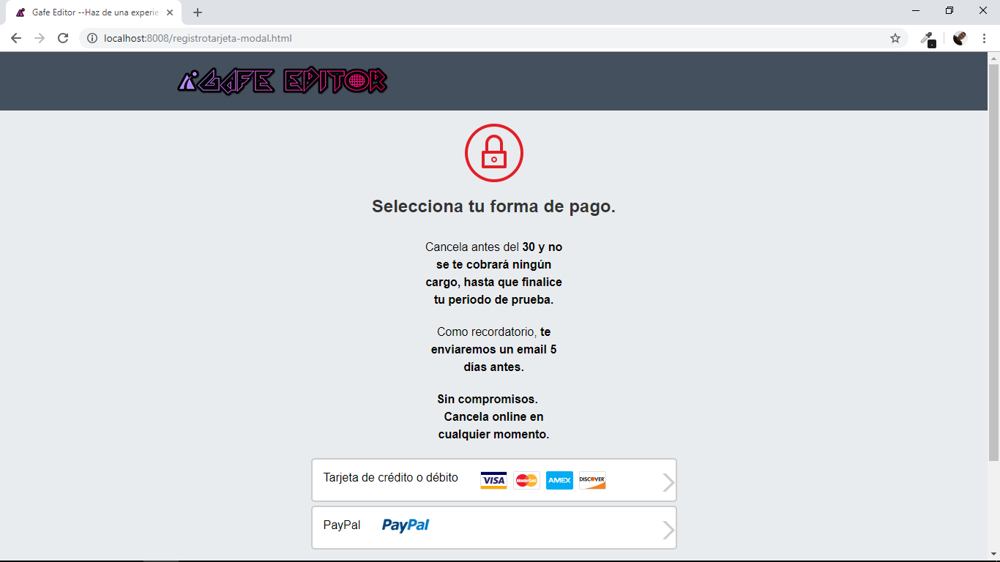 Gafe Editor --Haz de una experie
localhost:8008/registrotarjeta-modal.html
GAFE EDITOR
Selecciona tu forma de pago.
Cancela antes del 30 y no
se te cobrará ningún
cargo, hasta que finalice
tu periodo de prueba.
Como recordatorio, te
enviaremos un email 5
días antes.
Sin compromisos.
Cancela online en
cualquier momento.
Tarjeta de crédito o débito VISA MasterCard AMEX DISCOVER
PayPal PayPal